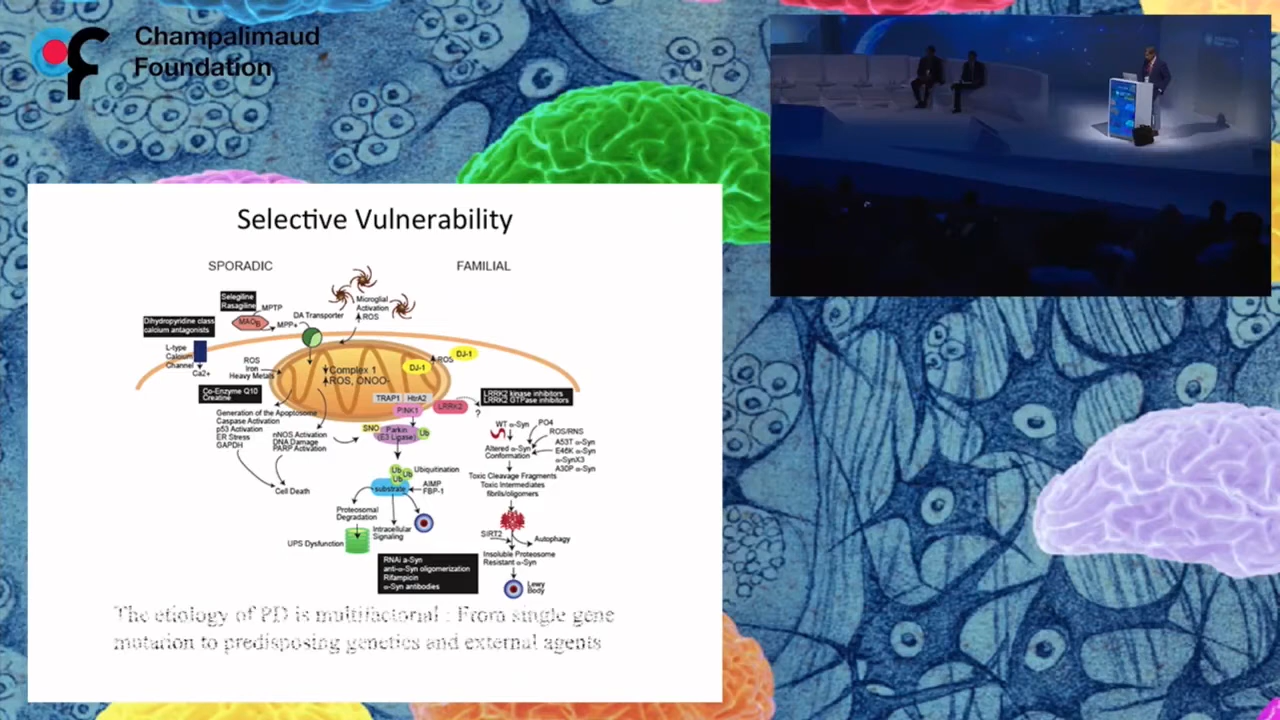 Champalimaud
Foundation
Selective Vulnerability
SPORADIC
FAMILIAL
Selegiline
Rasagiline
MPTP
MAOB
MPP+
DA Transporter
Microglial
Activation
ROS
Dihydropyridine class
calcium antagonists
L-type
Calcium
Channel
Ca2+
ROS
Iron
Heavy Metals
Complex 1
ROS, ONOO-
DJ-1
ROS
DJ-1
Co-Enzyme Q10
Creatine
TRAP1
HtrA2
PINK1
LRRK2
?
LRRK2 kinase inhibitors
LRRK2 GTPase inhibitors
Generation of the Apoptosome
Caspase Activation
p53 Activation
ER Stress
GAPDH
nNOS Activation
DNA Damage
PARP Activation
SNO
Parkin
(E3 Ligase)
Ub
Cell Death
WT α-Syn
PO4
ROS/RNS
Altered α-Syn
Conformation
A53T α-Syn
E46K α-Syn
α-SynX3
A30P α-Syn
Toxic Cleavage Fragments
Toxic Intermediates
fibrils/oligomers
Ub
Ub
Ub
Ubiquitination
substrate
AIMP
FBP-1
Proteosomal
Degradation
Intracellular
Signaling
UPS Dysfunction
SIRT2
Autophagy
Insoluble Proteosome
Resistant α-Syn
Lewy
Body
RNAi a-Syn
anti-α-Syn oligomerization
Rifampicin
α-Syn antibodies
The etiology of PD is multifactorial : From single gene
mutation to predisposing genetics and external agents